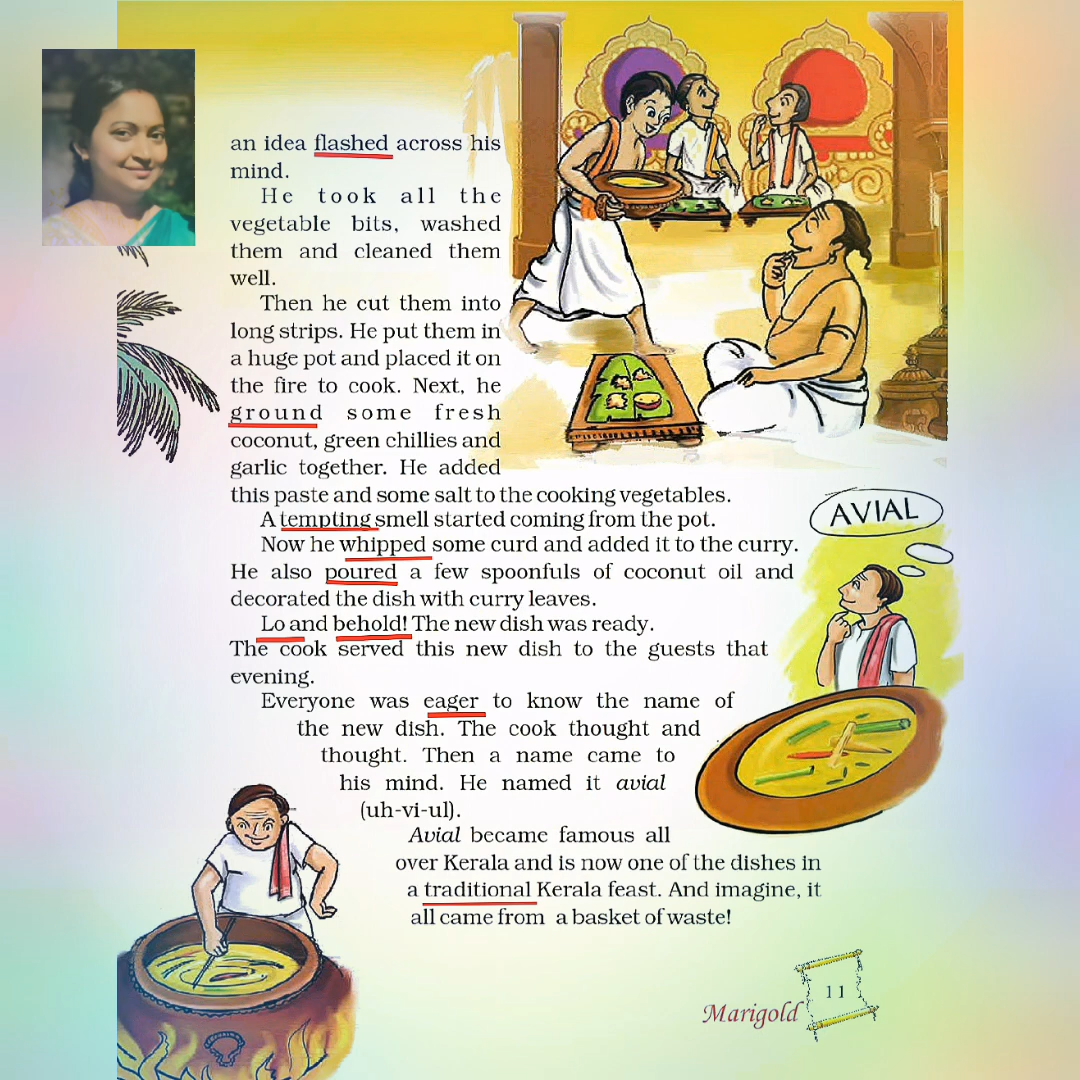 an idea flashed across his
mind.
He took all the
vegetable bits, washed
them and cleaned them
well.
Then he cut them into
long strips. He put them in
a huge pot and placed it on
the fire to cook. Next, he
ground some fresh
coconut, green chillies and
garlic together. He added
this paste and some salt to the cooking vegetables.
A tempting smell started coming from the pot.
Now he whipped some curd and added it to the curry.
He also poured a few spoonfuls of coconut oil and
decorated the dish with curry leaves.
Lo and behold! The new dish was ready.
The cook served this new dish to the guests that
evening.
Everyone was eager to know the name of
the new dish. The cook thought and
thought. Then a name came to
his mind. He named it avial
(uh-vi-ul).
Avial became famous all
over Kerala and is now one of the dishes in
a traditional Kerala feast. And imagine, it
all came from a basket of waste!
AVIAL
Marigold 11